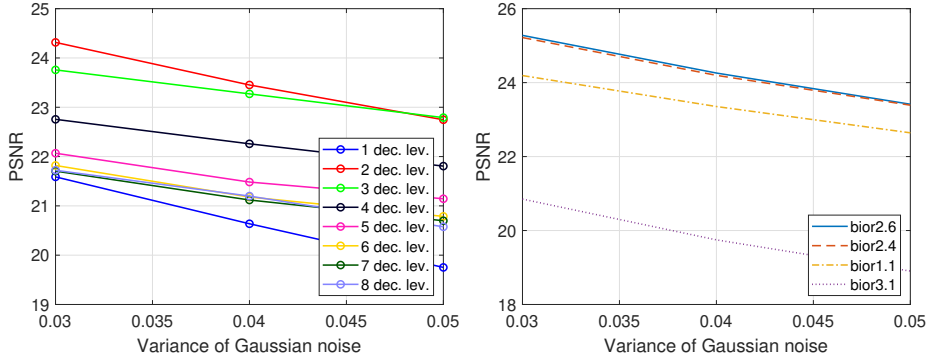 25
24
23
22
21
20
19
PSNR
0.03
0.035
0.04
0.045
0.05
Variance of Gaussian noise
1 dec. lev.
2 dec. lev.
3 dec. lev.
4 dec. lev.
5 dec. lev.
6 dec. lev.
7 dec. lev.
8 dec. lev.
26
24
22
20
18
PSNR
0.03
0.035
0.04
0.045
0.05
Variance of Gaussian noise
bior2.6
bior2.4
bior1.1
bior3.1